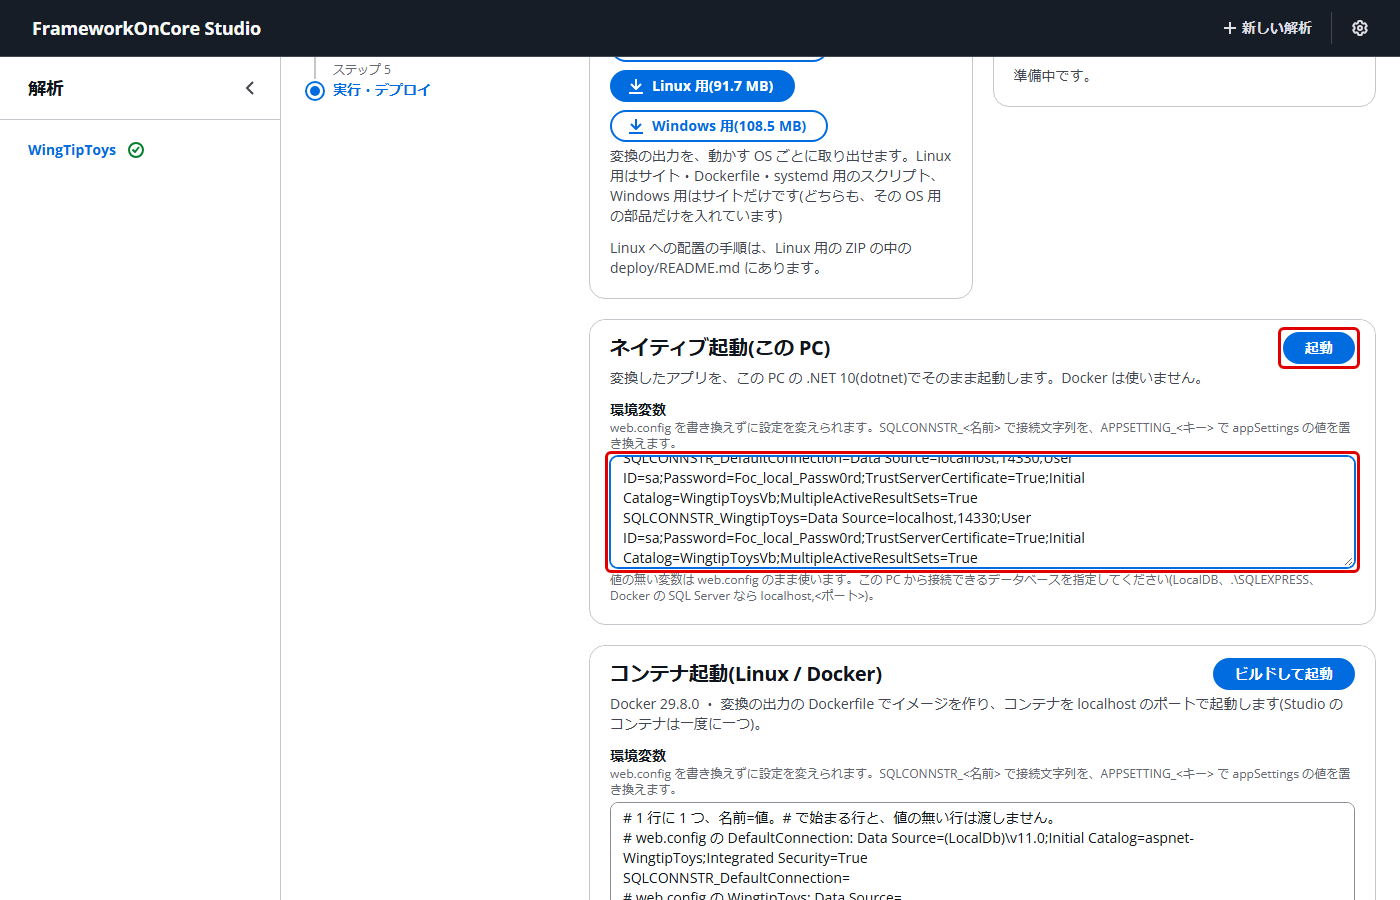 FrameworkOnCore Studio
新しい解析
解析
WingTipToys
ステップ 5
実行・デプロイ
Linux 用(91.7 MB)
Windows 用(108.5 MB)
変換の出力を、動かす OS ごとに取り出せます。Linux
用はサイト・Dockerfile・systemd 用のスクリプト、
Windows 用はサイトだけです(どちらも、その OS 用
の部品だけを入れています)
Linux への配置の手順は、Linux 用の ZIP の中の
deploy/README.md にあります。
準備中です。
ネイティブ起動(この PC)
起動
変換したアプリを、この PC の .NET 10(dotnet)でそのまま起動します。Docker は使いません。
環境変数
web.config を書き換えずに設定を変えられます。SQLCONNSTR_<名前> で接続文字列を、APPSETTING_<キー> で appSettings の値を置
き換えます。
SQLCONNSTR_DefaultConnection=Data Source=localhost,14330;User
ID=sa;Password=Foc_local_Passw0rd;TrustServerCertificate=True;Initial
Catalog=WingtipToysVb;MultipleActiveResultSets=True
SQLCONNSTR_WingtipToys=Data Source=localhost,14330;User
ID=sa;Password=Foc_local_Passw0rd;TrustServerCertificate=True;Initial
Catalog=WingtipToysVb;MultipleActiveResultSets=True
値の無い変数は web.config のまま使います。この PC から接続できるデータベースを指定してください(LocalDB、.\SQLEXPRESS、
Docker の SQL Server なら localhost,<ポート>)。
コンテナ起動(Linux / Docker)
ビルドして起動
Docker 29.8.0 ・ 変換の出力の Dockerfile でイメージを作り、コンテナを localhost のポートで起動します(Studio の
コンテナは一度に一つ)。
環境変数
web.config を書き換えずに設定を変えられます。SQLCONNSTR_<名前> で接続文字列を、APPSETTING_<キー> で appSettings の値を置
き換えます。
# 1 行に 1 つ、名前=値。# で始まる行と、値の無い行は渡しません。
# web.config の DefaultConnection: Data Source=(LocalDb)\v11.0;Initial Catalog=aspnet-
WingtipToys;Integrated Security=True
SQLCONNSTR_DefaultConnection=
# web.config の WingtipToys: Data Source=